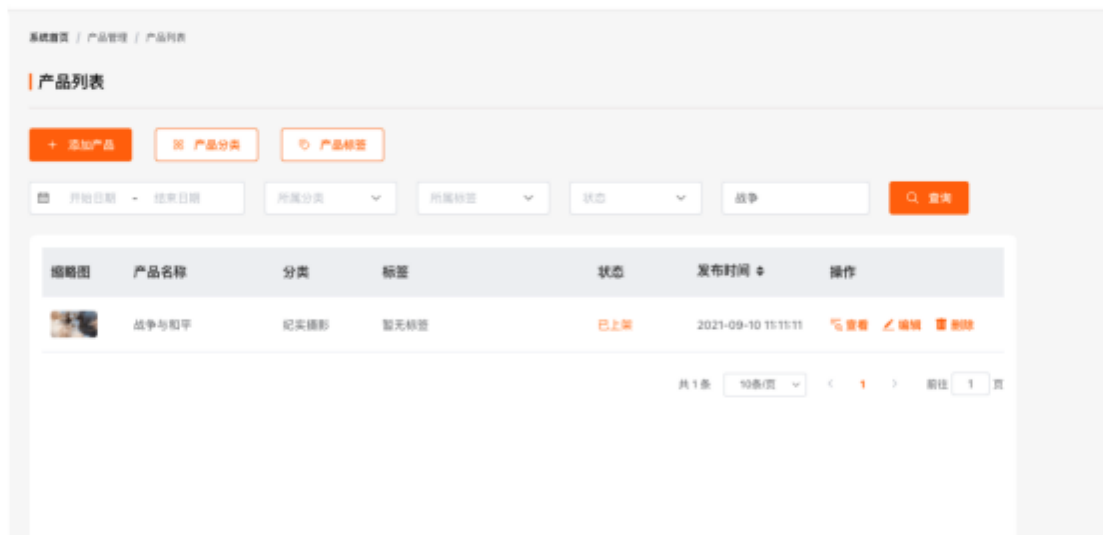 系统首页 / 产品管理 / 产品列表
产品列表
+ 添加产品 产品分类 产品标签
开始日期 - 结束日期 所属分类 所属标签 状态 战争 查询
缩略图 产品名称 分类 标签 状态 发布时间 操作
战争与和平 纪实摄影 暂无标签 已上架 2021-09-10 11:11:11 查看 编辑 删除
共 1 条 10条/页 < 1 > 前往 1 页